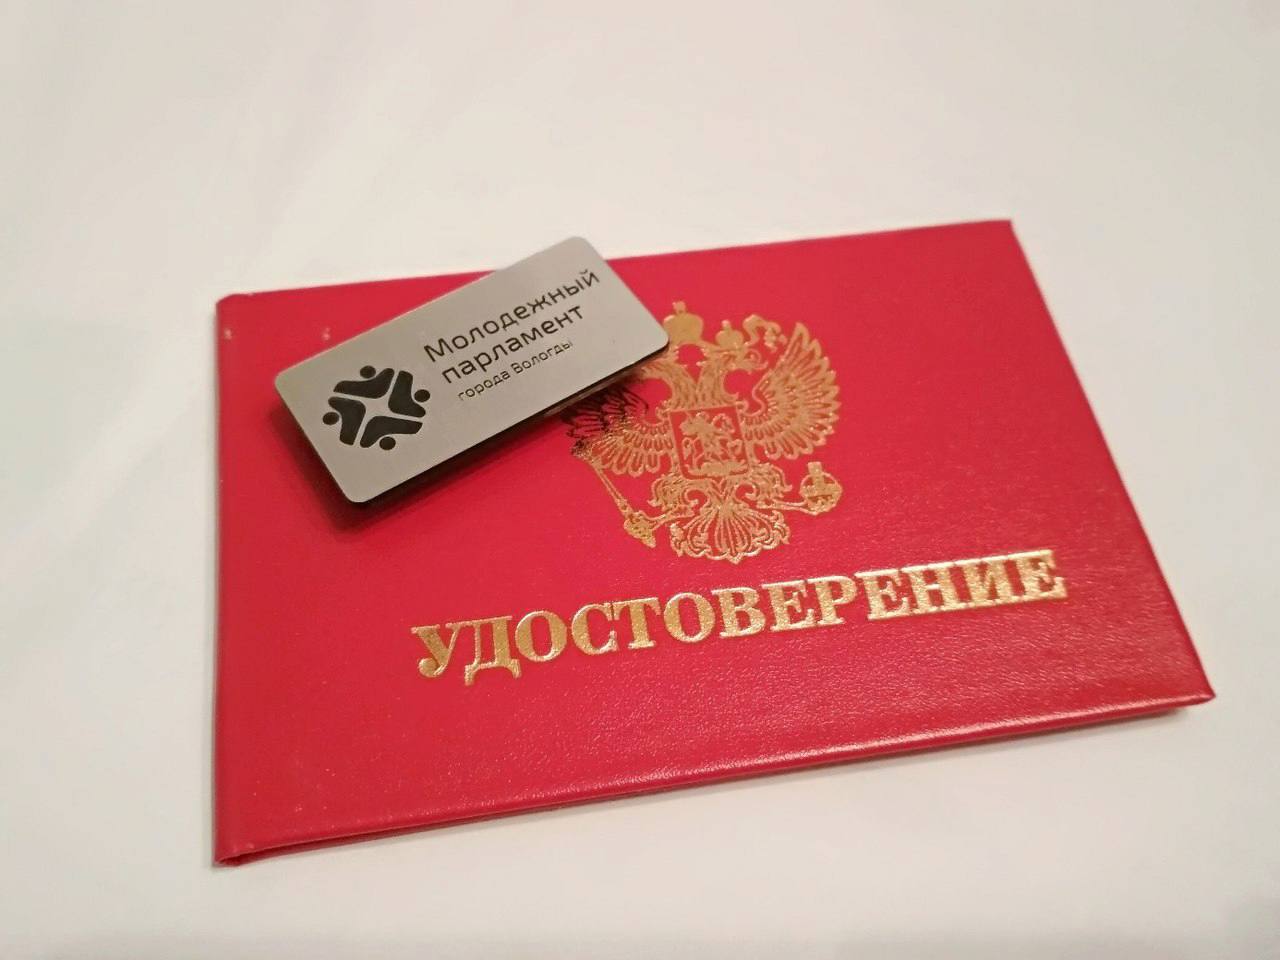 Молодежный
парламент
города Вологды
УДОСТОВЕРЕНИЕ